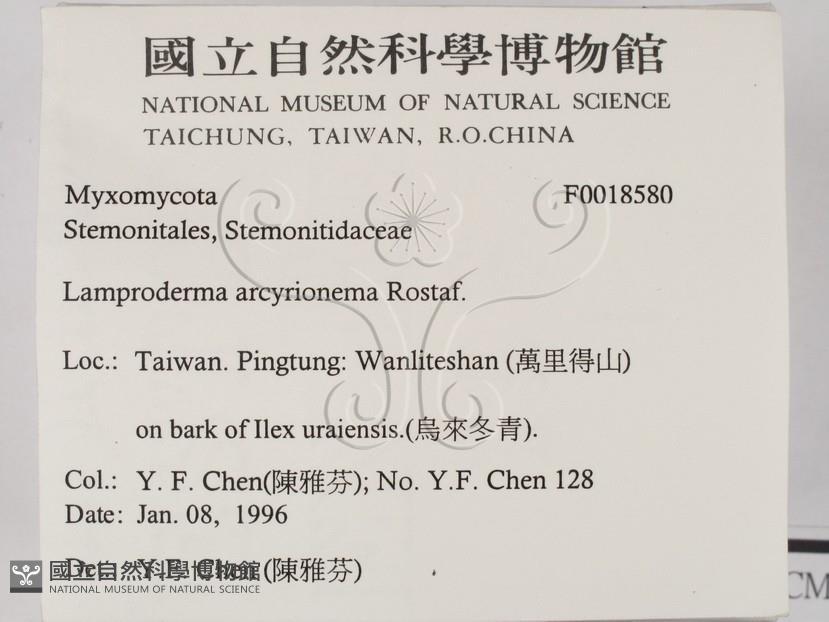 國立自然科學博物館
NATIONAL MUSEUM OF NATURAL SCIENCE
TAICHUNG, TAIWAN, R.O.CHINA
Myxomycota F0018580
Stemonitales, Stemonitidaceae
Lamproderma arcyrionema Rostaf.
Loc.: Taiwan. Pingtung: Wanliteshan (萬里得山)
on bark of Ilex uraiensis.(烏來冬青).
Col.: Y. F. Chen(陳雅芬); No. Y.F. Chen 128
Date: Jan. 08, 1996
Det.: Y.F. Chen (陳雅芬)
國立自然科學博物館
NATIONAL MUSEUM OF NATURAL SCIENCE
CM